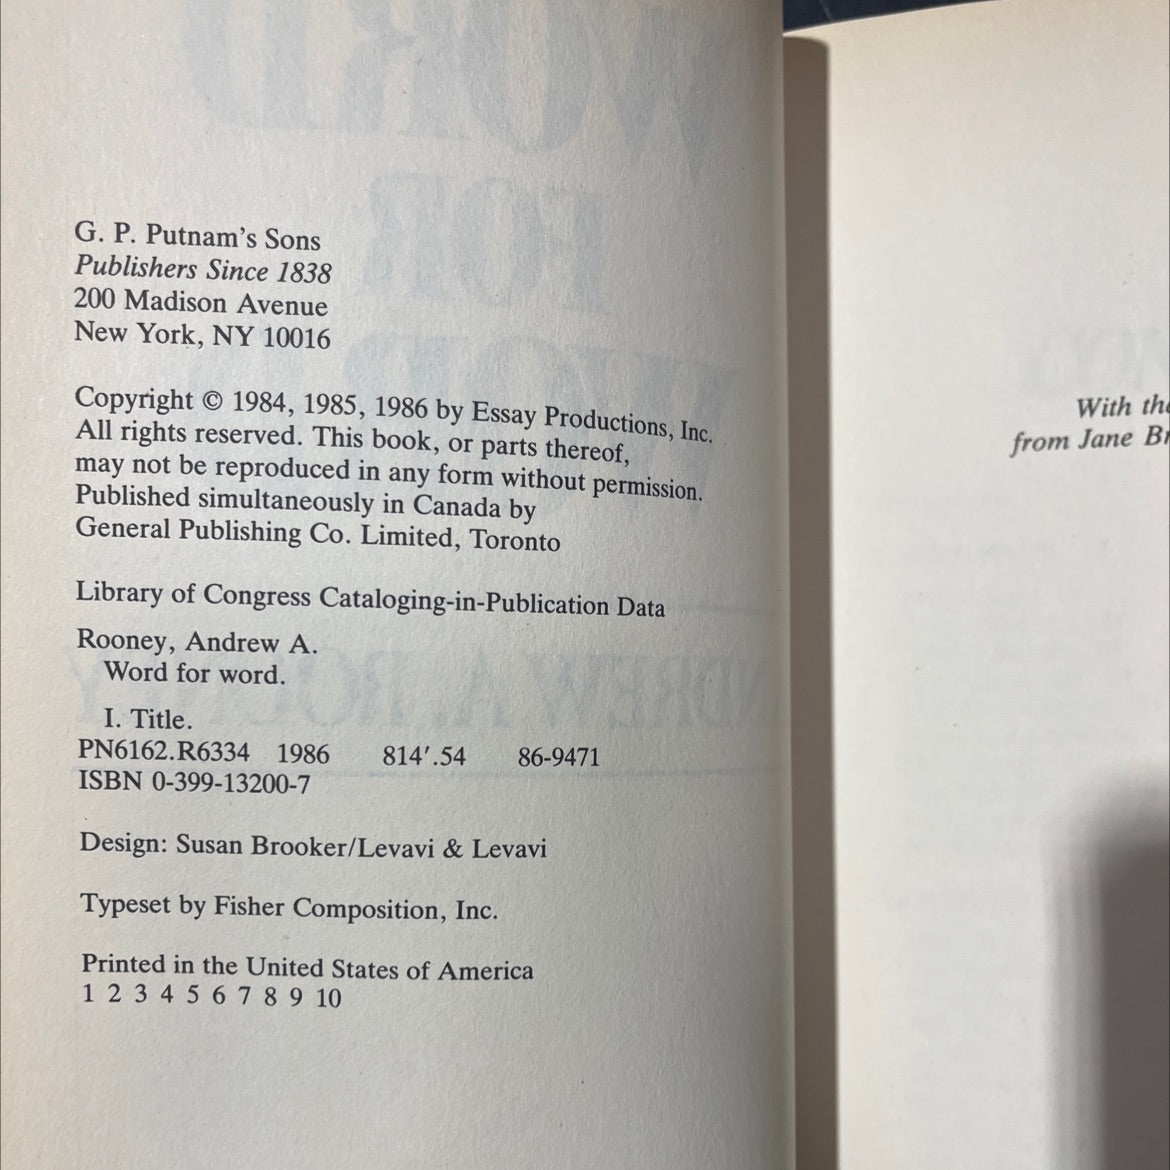 G. P. Putnam's Sons
Publishers Since 1838
200 Madison Avenue
New York, NY 10016
Copyright © 1984, 1985, 1986 by Essay Productions, Inc.
All rights reserved. This book, or parts thereof,
may not be reproduced in any form without permission.
Published simultaneously in Canada by
General Publishing Co. Limited, Toronto
Library of Congress Cataloging-in-Publication Data
Rooney, Andrew A.
Word for word.
I. Title.
PN6162.R6334 1986 814′.54 86-9471
ISBN 0-399-13200-7
Design: Susan Brooker/Levavi & Levavi
Typeset by Fisher Composition, Inc.
Printed in the United States of America
1 2 3 4 5 6 7 8 9 10
With
from Jane